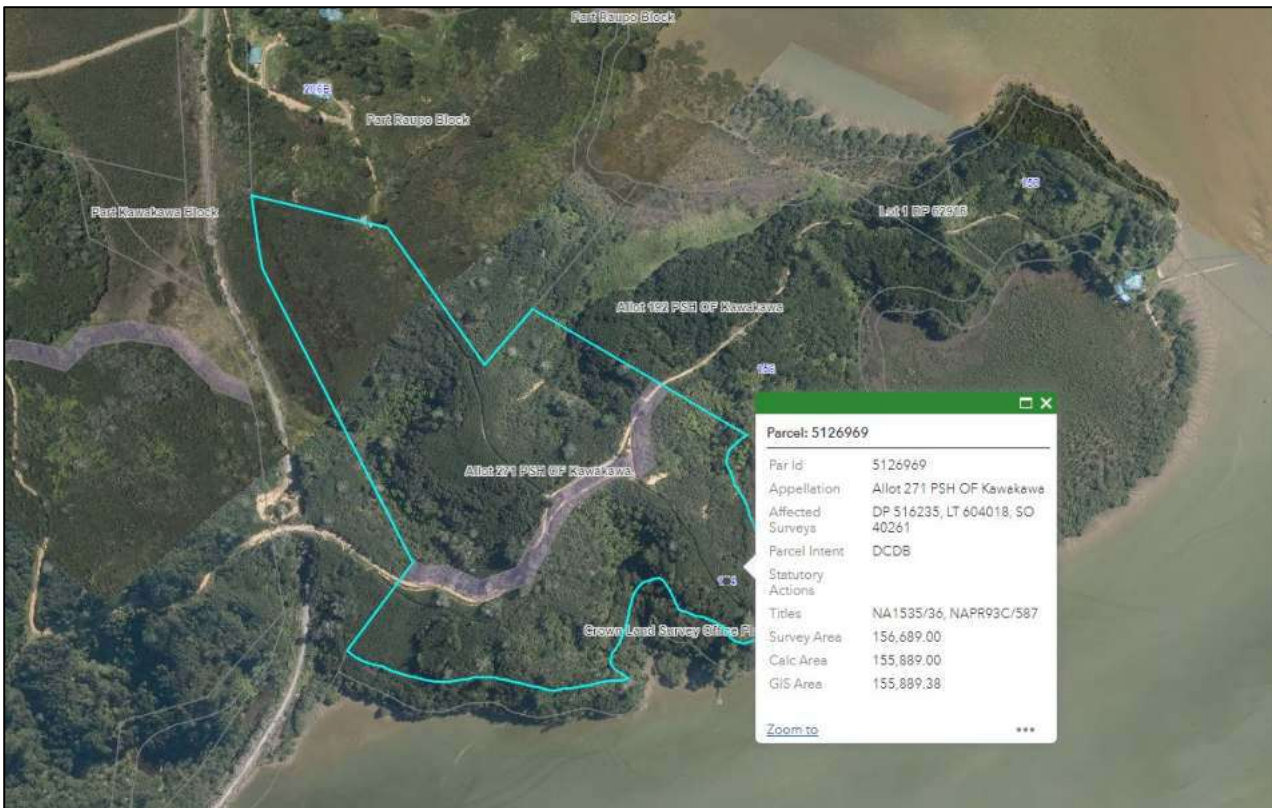 Part Raupo Block
Part Raupo Block
Part Kawakawa Block
Lot 1 DP 62916
Allot 192 PSH OF Kawakawa
156
Allot 271 PSH OF Kawakawa
Crown Land Survey Office
Parcel: 5126969
Par Id 5126969
Appellation Allot 271 PSH OF Kawakawa
Affected Surveys DP 516235, LT 604018, SO 40261
Parcel Intent DCDB
Statutory Actions
Titles NA1535/36, NAPR93C/587
Survey Area 156,689.00
Calc Area 155,889.00
GIS Area 155,889.38
Zoom to